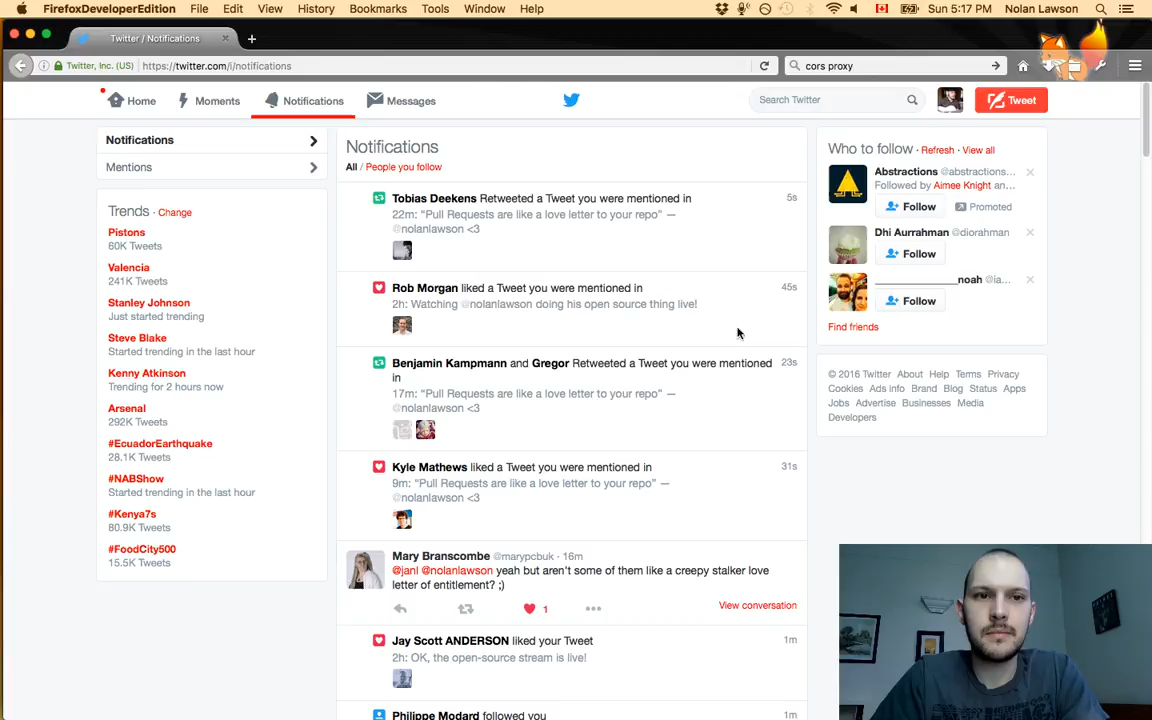 FirefoxDeveloperEdition File Edit View History Bookmarks Tools Window Help Sun 5:17 PM Nolan Lawson
Twitter / Notifications
Twitter, Inc. (US) https://twitter.com/i/notifications cors proxy
Home Moments Notifications Messages Search Twitter Tweet
Notifications
Mentions
Trends · Change
Pistons
60K Tweets
Valencia
241K Tweets
Stanley Johnson
Just started trending
Steve Blake
Started trending in the last hour
Kenny Atkinson
Trending for 2 hours now
Arsenal
292K Tweets
#EcuadorEarthquake
28.1K Tweets
#NABShow
Started trending in the last hour
#Kenya7s
80.9K Tweets
#FoodCity500
15.5K Tweets
Notifications
All / People you follow
Tobias Deekens Retweeted a Tweet you were mentioned in 5s
22m: “Pull Requests are like a love letter to your repo” —
@nolanlawson <3
Rob Morgan liked a Tweet you were mentioned in 45s
2h: Watching @nolanlawson doing his open source thing live!
Benjamin Kampmann and Gregor Retweeted a Tweet you were mentioned 23s
in
17m: “Pull Requests are like a love letter to your repo” —
@nolanlawson <3
Kyle Mathews liked a Tweet you were mentioned in 31s
9m: “Pull Requests are like a love letter to your repo” —
@nolanlawson <3
Mary Branscombe @marypcbuk · 16m
@janl @nolanlawson yeah but aren't some of them like a creepy stalker love
letter of entitlement? ;)
1 View conversation
Jay Scott ANDERSON liked your Tweet 1m
2h: OK, the open-source stream is live!
Philippe Modard followed you 1m
Who to follow · Refresh · View all
Abstractions @abstractions...
Followed by Aimee Knight an...
Follow Promoted
Dhi Aurrahman @diorahman
Follow
______________noah @ia...
Follow
Find friends
© 2016 Twitter About Help Terms Privacy
Cookies Ads info Brand Blog Status Apps
Jobs Advertise Businesses Media
Developers